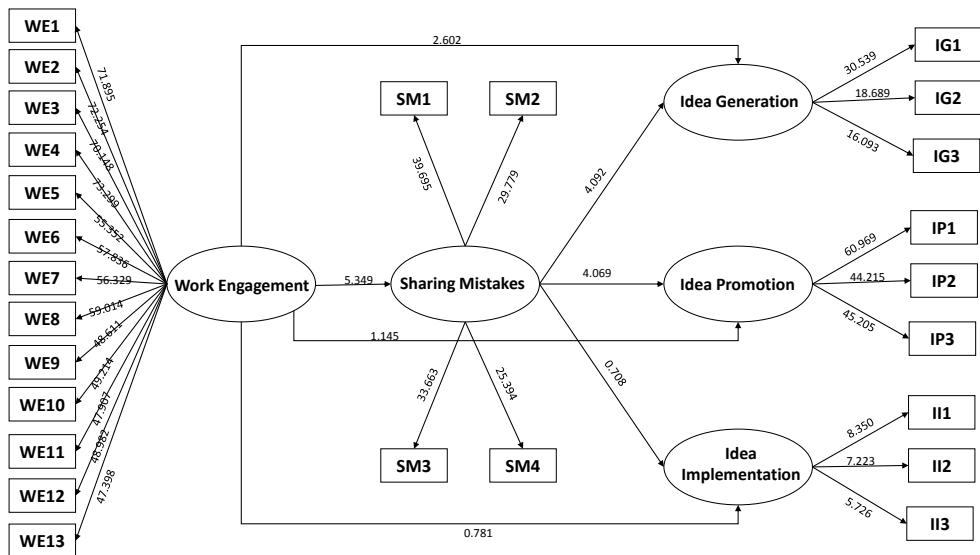 WE1
WE2
WE3
WE4
WE5
WE6
WE7
WE8
WE9
WE10
WE11
WE12
WE13
71.895
72.254
70.148
73.299
55.352
57.836
56.329
59.014
48.611
49.214
47.907
48.982
47.398
Work Engagement
2.602
5.349
1.145
0.781
SM1
SM2
39.695
29.779
Sharing Mistakes
33.663
25.394
SM3
SM4
4.092
4.069
0.708
Idea Generation
30.539
18.689
16.093
IG1
IG2
IG3
Idea Promotion
60.969
44.215
45.205
IP1
IP2
IP3
Idea
Implementation
8.350
7.223
5.726
II1
II2
II3